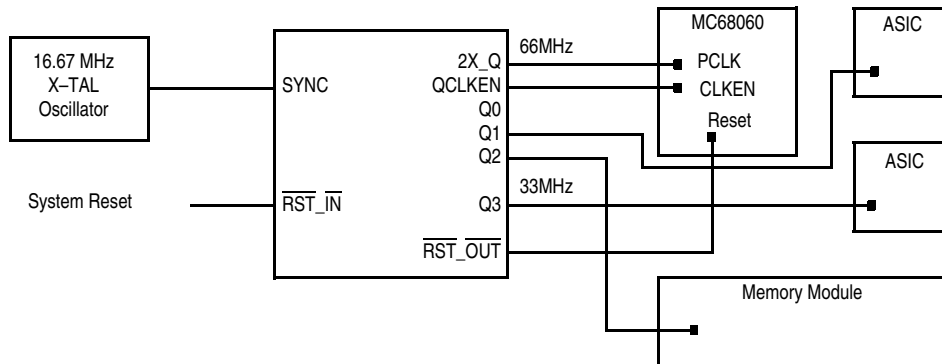 16.67 MHz
X–TAL
Oscillator
System Reset
SYNC
RST_IN
2X_Q
QCLKEN
Q0
Q1
Q2
Q3
RST_OUT
66MHz
33MHz
MC68060
PCLK
CLKEN
Reset
ASIC
ASIC
Memory Module